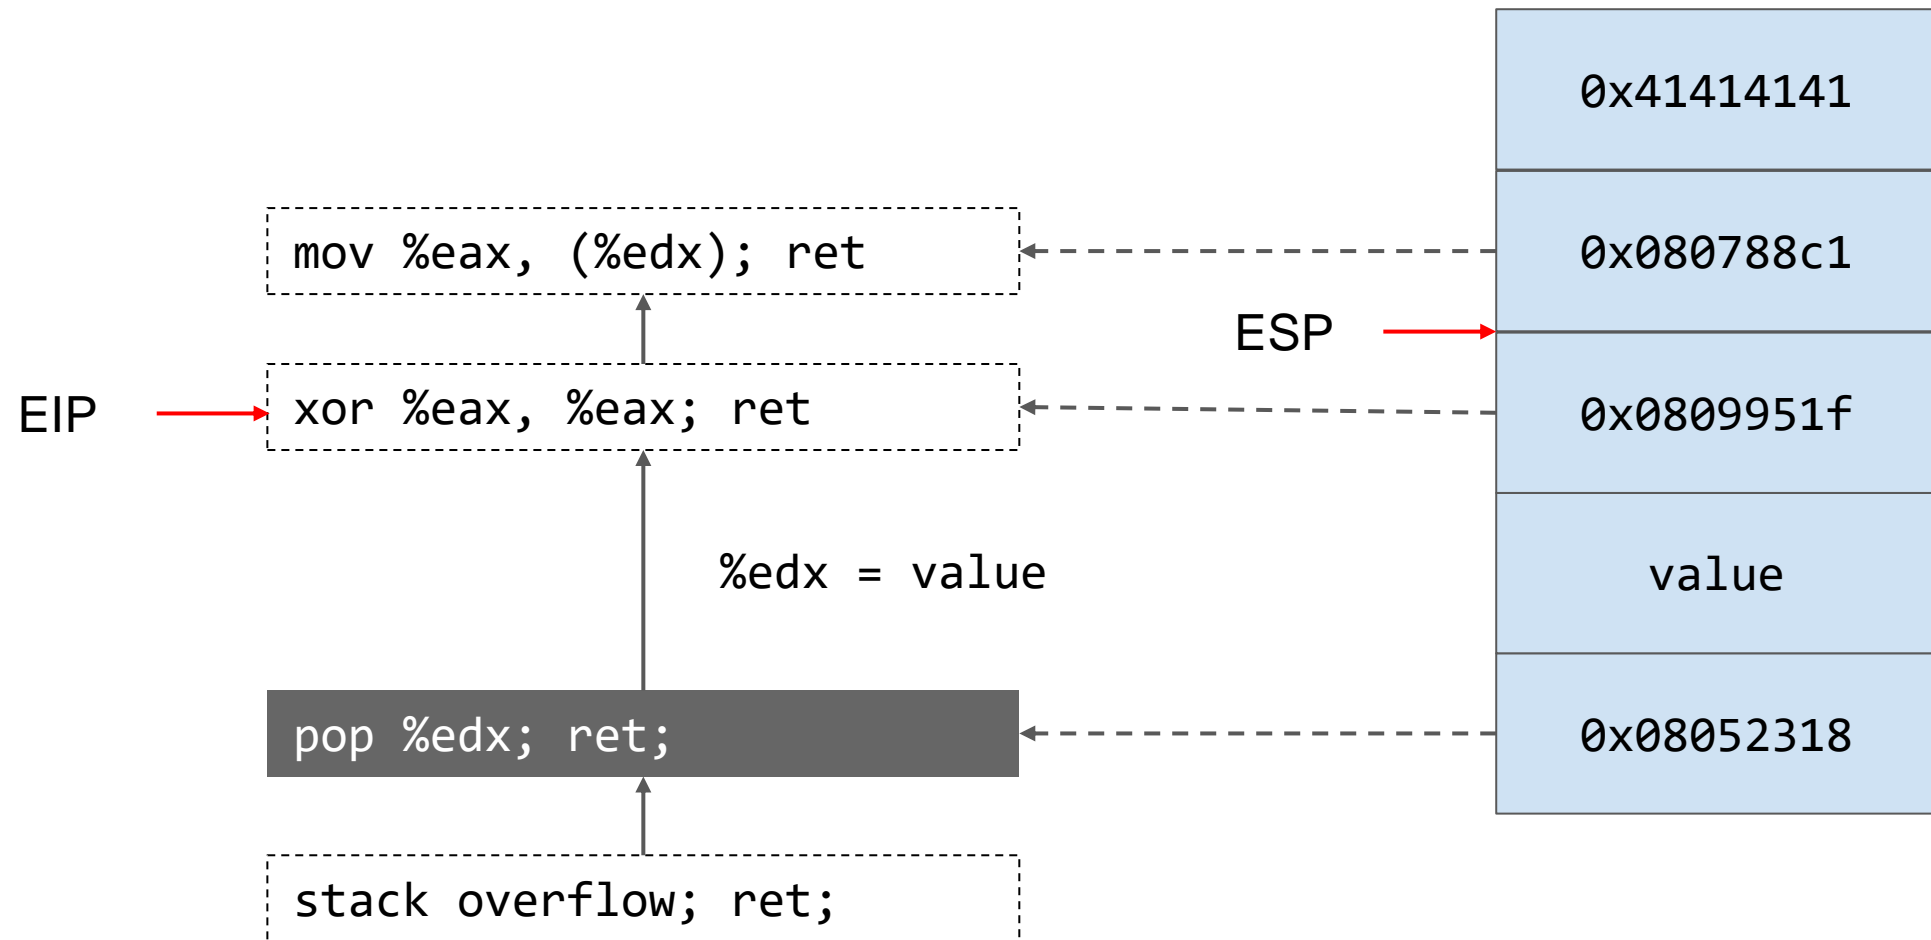 0x41414141
mov %eax, (%edx); ret
0x080788c1
ESP
EIP
xor %eax, %eax; ret
0x0809951f
%edx = value
value
pop %edx; ret;
0x08052318
stack overflow; ret;